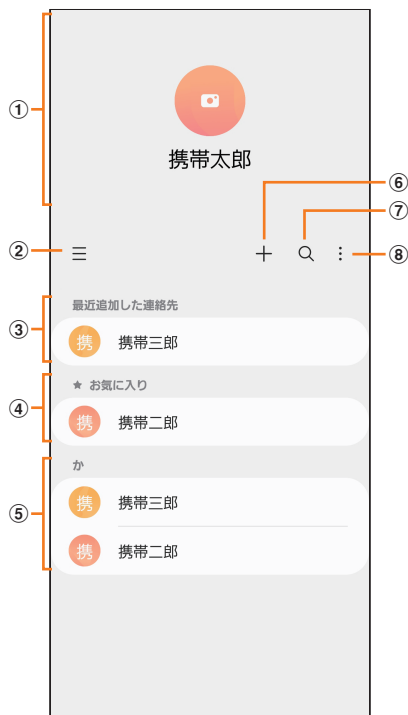 ①
携帯太郎
⑥
⑦
②
⑧
最近追加した連絡先
③
携 携帯三郎
★ お気に入り
④
携 携帯二郎
か
⑤
携 携帯三郎
携 携帯二郎